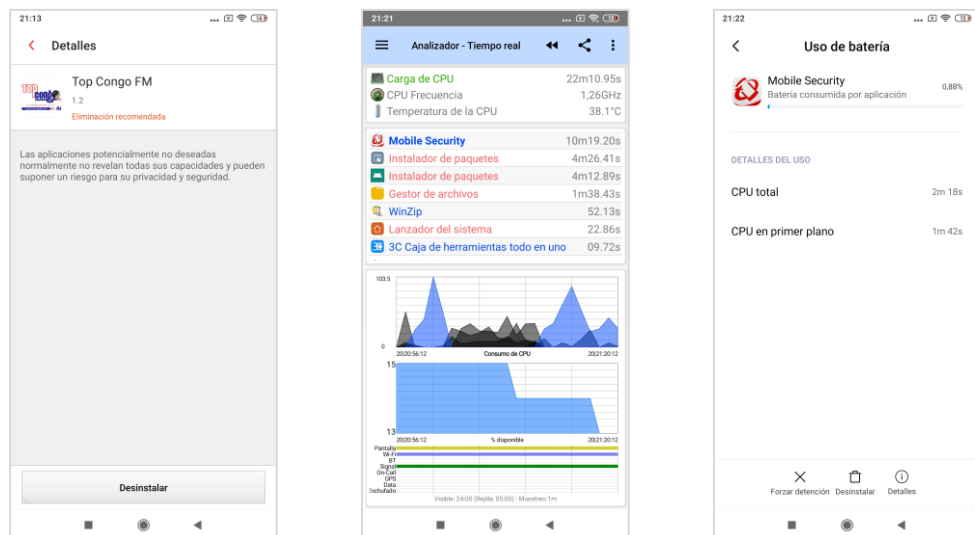 21:13
Detalles
TOP
CONGO
Top Congo FM
1.2
Eliminación recomendada
Las aplicaciones potencialmente no deseadas
normalmente no revelan todas sus capacidades y pueden
suponer un riesgo para su privacidad y seguridad.
Desinstalar
21:21
Analizador - Tiempo real
Carga de CPU 22m10.95s
CPU Frecuencia 1,26GHz
Temperatura de la CPU 38.1°C
Mobile Security 10m19.20s
Instalador de paquetes 4m26.41s
Instalador de paquetes 4m12.89s
Gestor de archivos 1m38.43s
WinZip 52.13s
Lanzador del sistema 22.86s
3C Caja de herramientas todo en uno 09.72s
103.5
0
20|20:56:12 Consumo de CPU 20|21:20:12
15
13
20|20:56:12 % disponible 20|21:20:12
Pantalla
Wi-Fi
BT
Signal
On-Call
GPS
Data
Enchufado
Visible: 24:00 (Rejilla: 05:00) - Muestreo:1m
21:22
Uso de batería
Mobile Security
Batería consumida por aplicación
0,88%
DETALLES DEL USO
CPU total 2m 18s
CPU en primer plano 1m 42s
Forzar detención Desinstalar Detalles